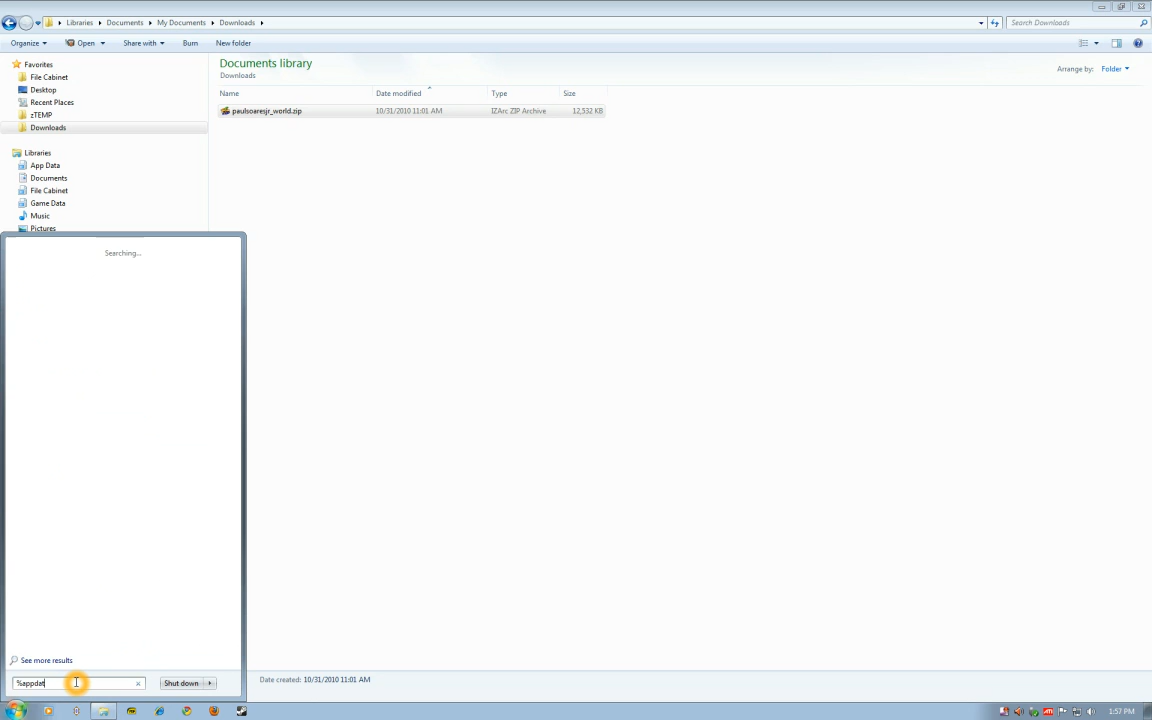 Libraries Documents My Documents Downloads
Search Downloads
Organize Open Share with Burn New folder
Favorites
File Cabinet
Desktop
Recent Places
zTEMP
Downloads
Libraries
App Data
Documents
File Cabinet
Game Data
Music
Pictures
Documents library
Downloads
Arrange by: Folder
Name Date modified Type Size
paulsoaresjr_world.zip 10/31/2010 11:01 AM IZArc ZIP Archive 12,532 KB
Searching...
See more results
%appdat
Shut down
Date created: 10/31/2010 11:01 AM
1:57 PM